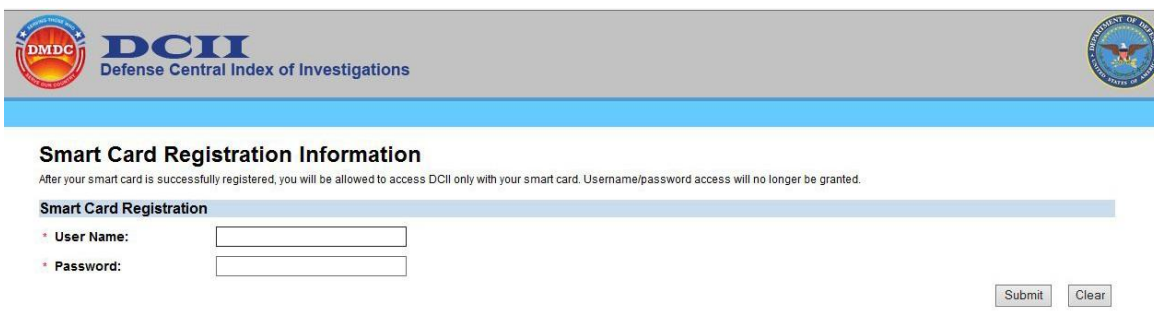 DMDC
DCII
Defense Central Index of Investigations
Smart Card Registration Information
After your smart card is successfully registered, you will be allowed to access DCII only with your smart card. Username/password access will no longer be granted.
Smart Card Registration
* User Name:
* Password:
Submit Clear